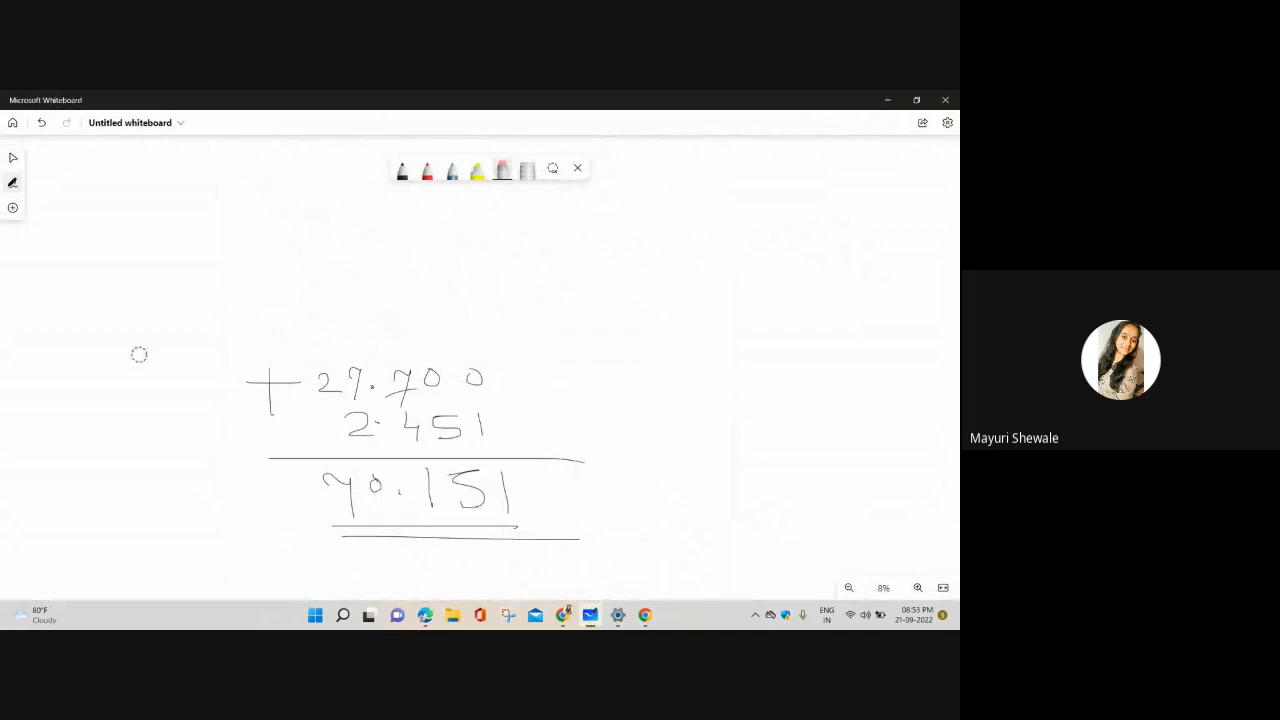 Microsoft Whiteboard
Untitled whiteboard
+ 27.700
2.451
70.151
Mayuri Shewale
8%
80°F
Cloudy
ENG
IN
08:53 PM
21-09-2022
3